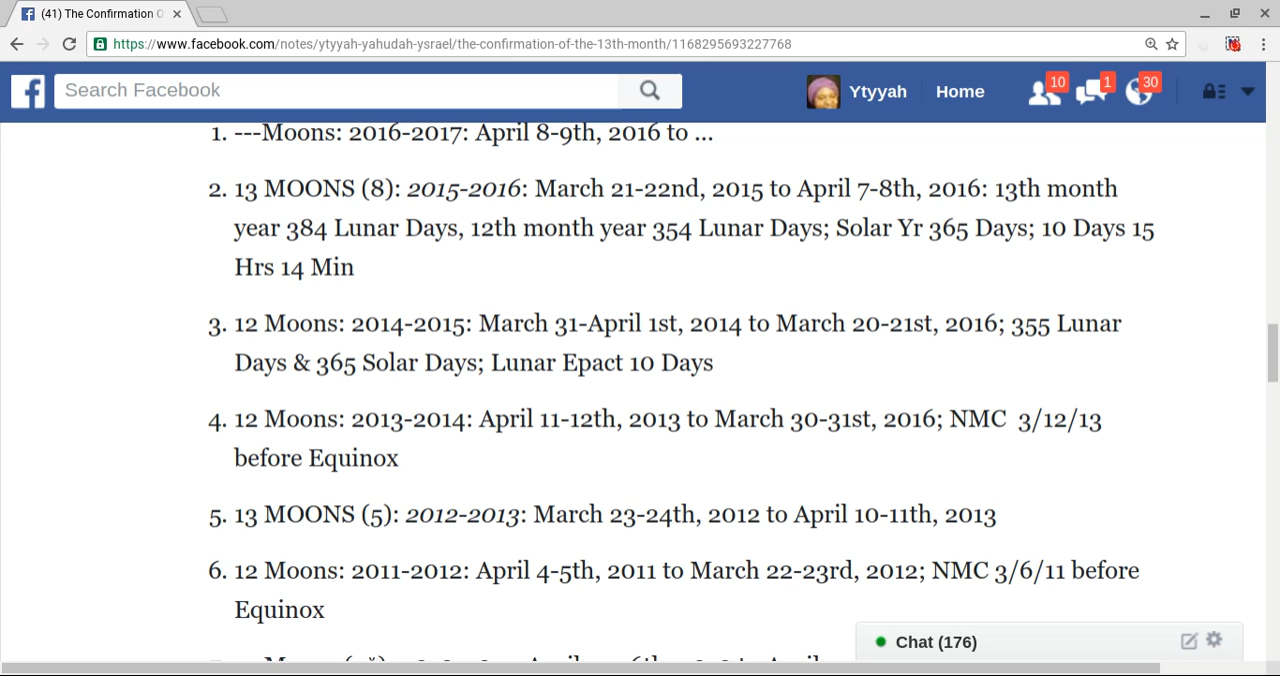 (41) The Confirmation O
https://www.facebook.com/notes/ytyyah-yahudah-ysrael/the-confirmation-of-the-13th-month/1168295693227768
Search Facebook
Ytyyah
Home
10
1
30
1. ---Moons: 2016-2017: April 8-9th, 2016 to ...
2. 13 MOONS (8): 2015-2016: March 21-22nd, 2015 to April 7-8th, 2016: 13th month
year 384 Lunar Days, 12th month year 354 Lunar Days; Solar Yr 365 Days; 10 Days 15
Hrs 14 Min
3. 12 Moons: 2014-2015: March 31-April 1st, 2014 to March 20-21st, 2016; 355 Lunar
Days & 365 Solar Days; Lunar Epact 10 Days
4. 12 Moons: 2013-2014: April 11-12th, 2013 to March 30-31st, 2016; NMC 3/12/13
before Equinox
5. 13 MOONS (5): 2012-2013: March 23-24th, 2012 to April 10-11th, 2013
6. 12 Moons: 2011-2012: April 4-5th, 2011 to March 22-23rd, 2012; NMC 3/6/11 before
Equinox
Chat (176)